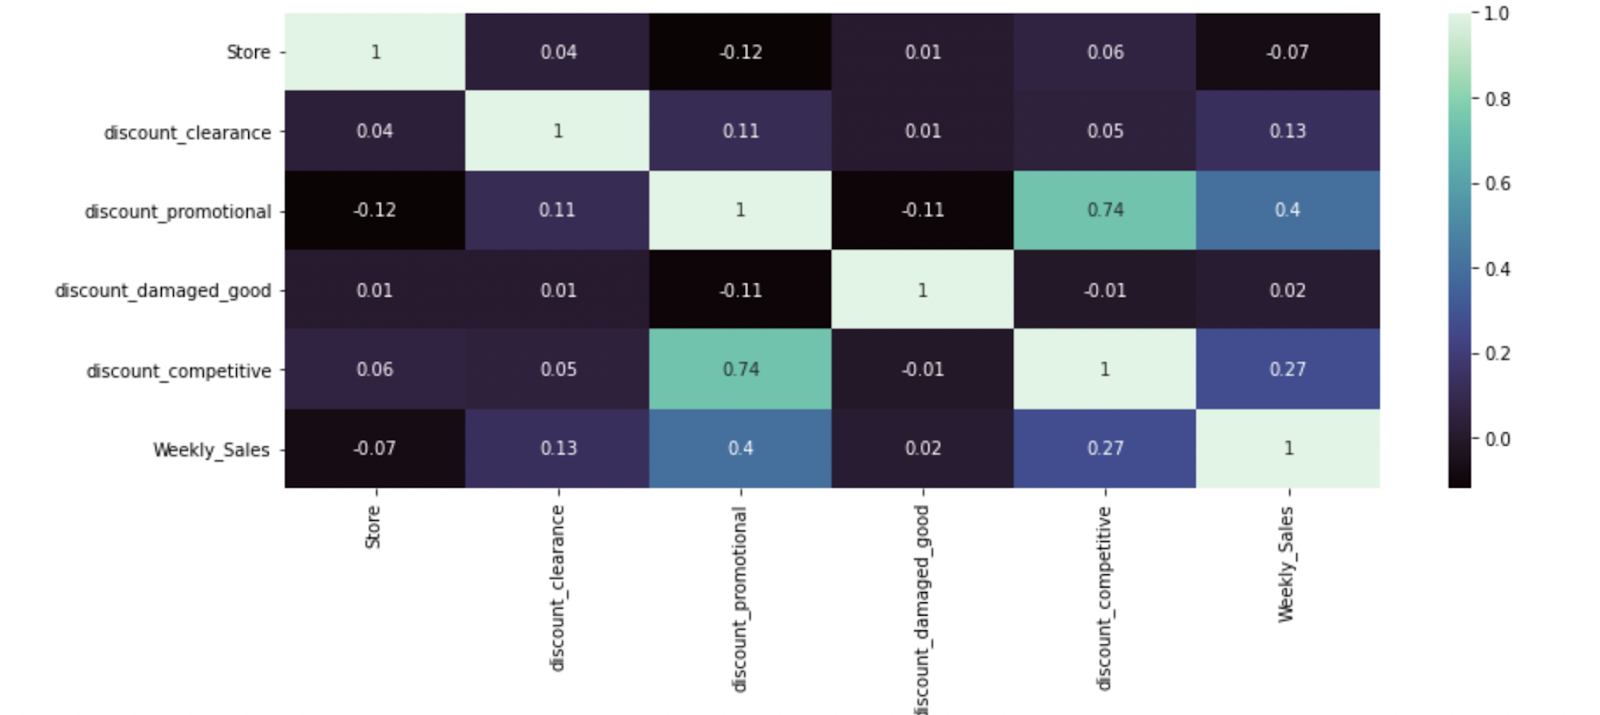 Store 1 0.04 -0.12 0.01 0.06 -0.07
discount_clearance 0.04 1 0.11 0.01 0.05 0.13
discount_promotional -0.12 0.11 1 -0.11 0.74 0.4
discount_damaged_good 0.01 0.01 -0.11 1 -0.01 0.02
discount_competitive 0.06 0.05 0.74 -0.01 1 0.27
Weekly_Sales -0.07 0.13 0.4 0.02 0.27 1
Store
discount_clearance
discount_promotional
discount_damaged_good
discount_competitive
Weekly_Sales
1.0
0.8
0.6
0.4
0.2
0.0